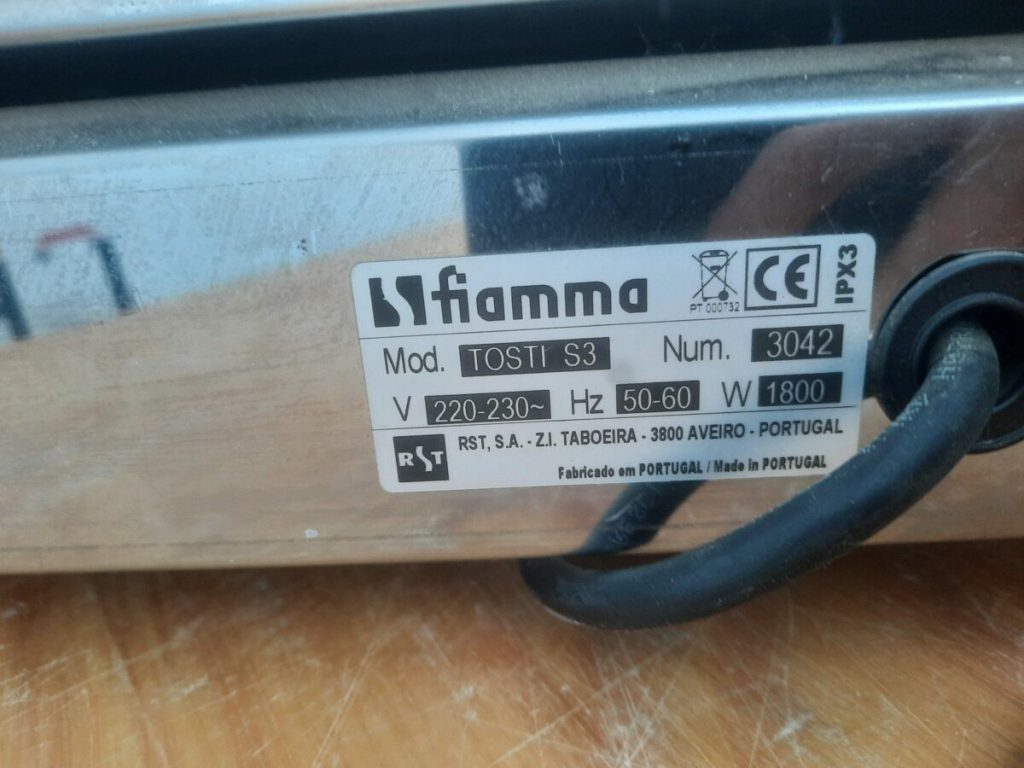 fiamma
PT 000732
CE
IPX3
Mod. TOSTI S3 Num. 3042
V 220-230~ Hz 50-60 W 1800
RST
RST, S.A. - Z.I. TABOEIRA - 3800 AVEIRO - PORTUGAL
Fabricado em PORTUGAL / Made in PORTUGAL